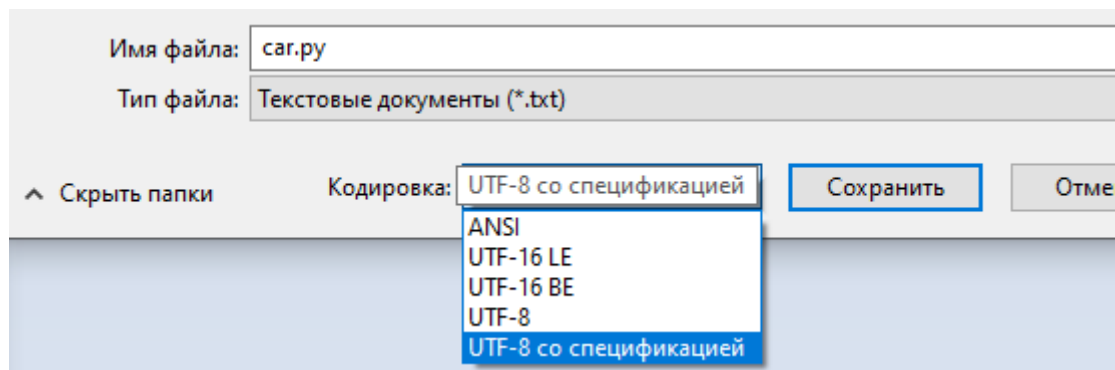 Имя файла: car.py
Тип файла: Текстовые документы (*.txt)
Скрыть папки Кодировка: UTF-8 со спецификацией Сохранить Отме
ANSI
UTF-16 LE
UTF-16 BE
UTF-8
UTF-8 со спецификацией